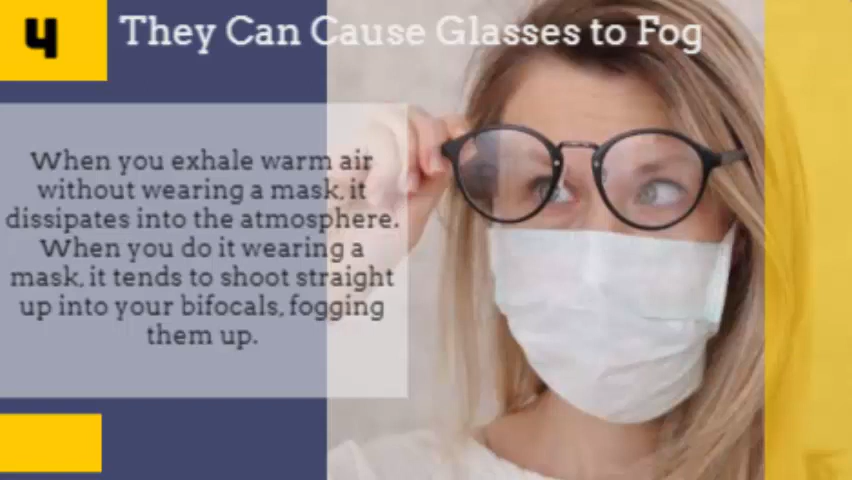 4
They Can Cause Glasses to Fog
When you exhale warm air
without wearing a mask, it
dissipates into the atmosphere.
When you do it wearing a
mask, it tends to shoot straight
up into your bifocals, fogging
them up.